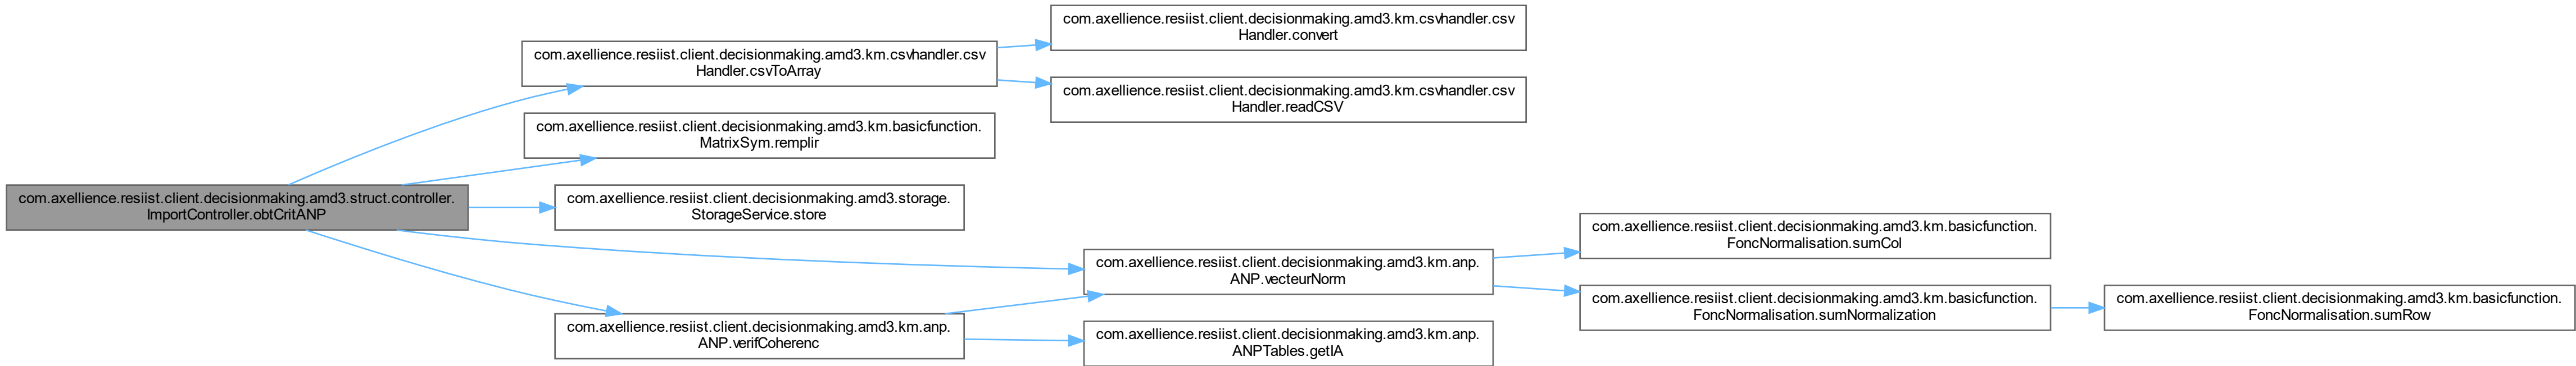 com.axellience.resiist.client.decisionmaking.amd3.struct.controller.
ImportController.obtCritANP
com.axellience.resiist.client.decisionmaking.amd3.km.csvhandler.csv
Handler.csvToArray
com.axellience.resiist.client.decisionmaking.amd3.km.csvhandler.csv
Handler.convert
com.axellience.resiist.client.decisionmaking.amd3.km.csvhandler.csv
Handler.readCSV
com.axellience.resiist.client.decisionmaking.amd3.km.basicfunction.
MatrixSym.remplir
com.axellience.resiist.client.decisionmaking.amd3.storage.
StorageService.store
com.axellience.resiist.client.decisionmaking.amd3.km.anp.
ANP.vecteurNorm
com.axellience.resiist.client.decisionmaking.amd3.km.basicfunction.
FoncNormalisation.sumCol
com.axellience.resiist.client.decisionmaking.amd3.km.basicfunction.
FoncNormalisation.sumNormalization
com.axellience.resiist.client.decisionmaking.amd3.km.basicfunction.
FoncNormalisation.sumRow
com.axellience.resiist.client.decisionmaking.amd3.km.anp.
ANP.verifCoherenc
com.axellience.resiist.client.decisionmaking.amd3.km.anp.
ANPTables.getIA